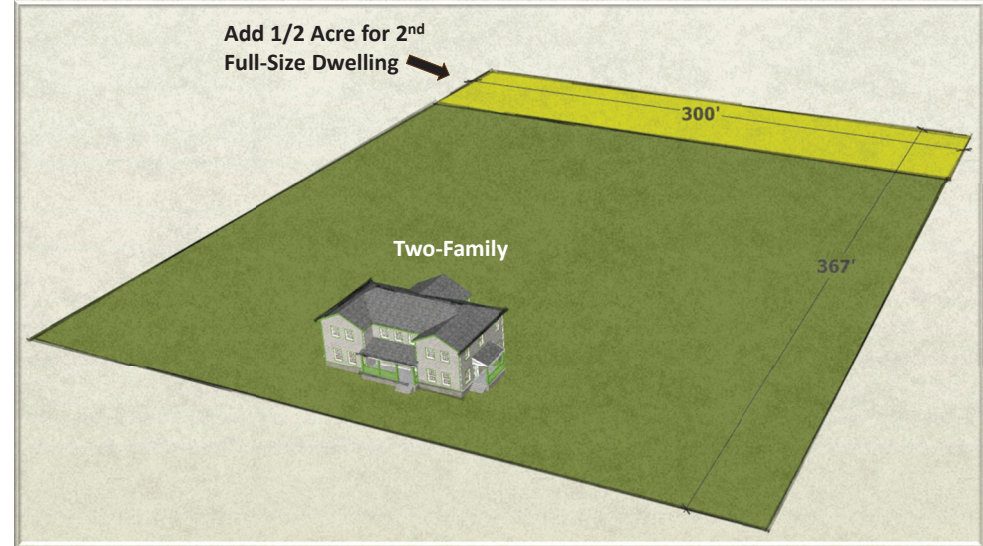 Add 1/2 Acre for 2nd
Full-Size Dwelling
300'
Two-Family
367'